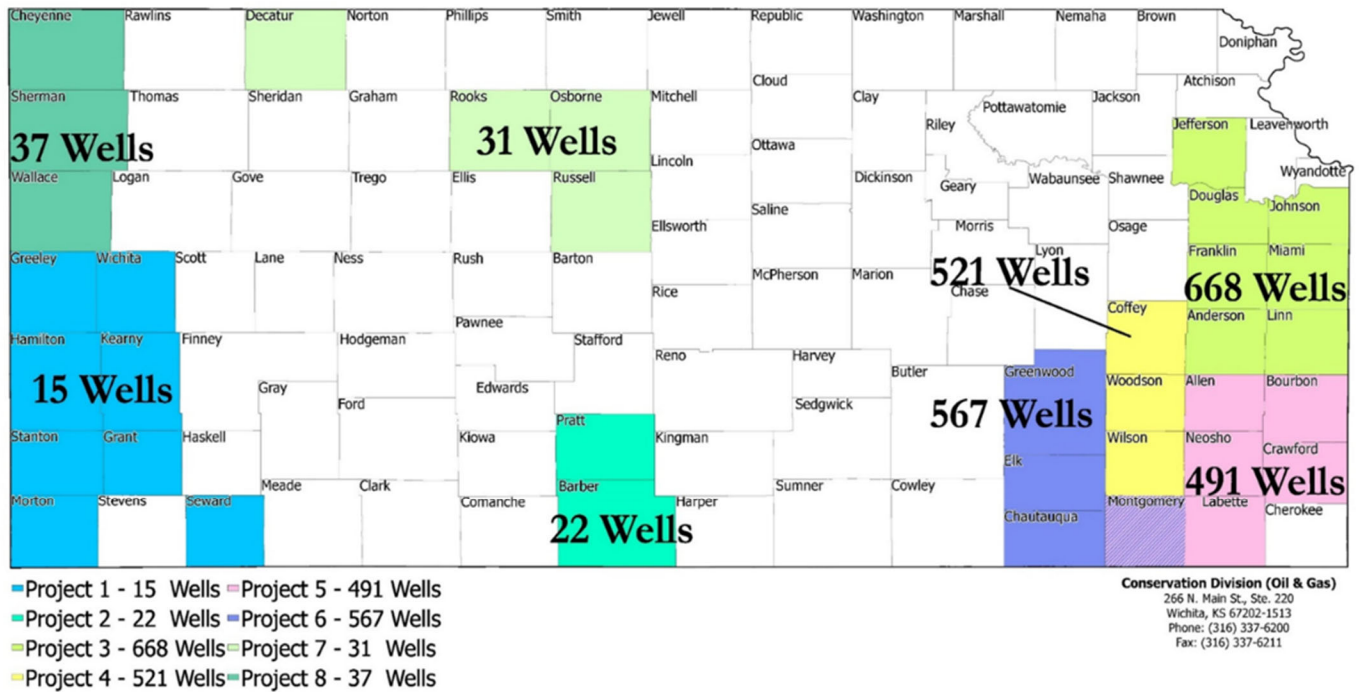 Cheyenne Rawlins Decatur Norton Phillips Smith Jewell Republic Washington Marshall Nemaha Brown
Doniphan
Cloud Atchison
Sherman Thomas Sheridan Graham Rooks Osborne Mitchell Clay Pottawatomie Jackson
Riley Jefferson Leavenworth
37 Wells 31 Wells
Ottawa
Lincoln
Wyandotte
Wallace Logan Gove Trego Ellis Russell Dickinson Geary Wabaunsee Shawnee
Douglas Johnson
Saline
Ellsworth Morris Osage
Greeley Wichita Scott Lane Ness Rush Barton Lyon Franklin Miami
McPherson Marion 521 Wells
Rice Chase 668 Wells
Coffey
Pawnee Anderson Linn
Hamilton Kearny Finney Hodgeman Stafford
Reno Harvey
Butler Greenwood
Gray Edwards Woodson Allen Bourbon
15 Wells
Ford Sedgwick
567 Wells
Pratt
Stanton Grant Haskell Kiowa Kingman Wilson Neosho
Crawford
Elk
491 Wells
Meade Clark Barber Sumner Cowley
Morton Stevens Seward Comanche Harper Montgomery Labette
Cherokee
Chautauqua
22 Wells
Project 1 - 15 Wells
Project 2 - 22 Wells
Project 3 - 668 Wells
Project 4 - 521 Wells
Project 5 - 491 Wells
Project 6 - 567 Wells
Project 7 - 31 Wells
Project 8 - 37 Wells
Conservation Division (Oil & Gas)
266 N. Main St., Ste. 220
Wichita, KS 67202-1513
Phone: (316) 337-6200
Fax: (316) 337-6211